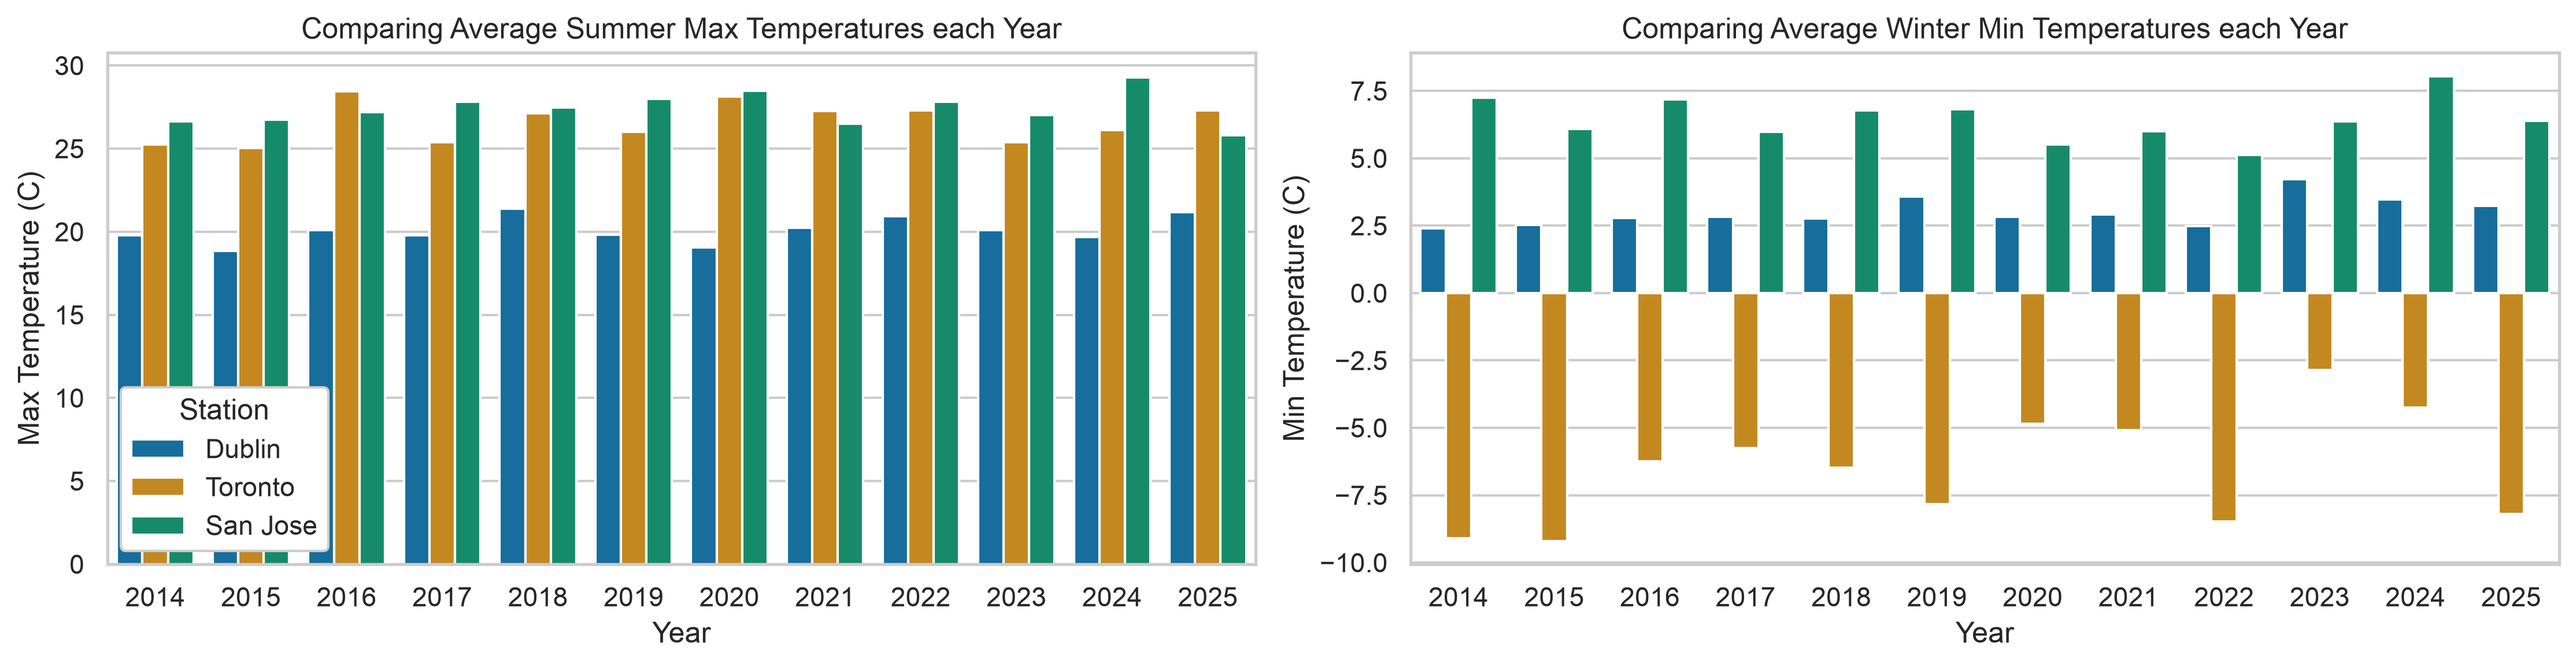 Comparing Average Summer Max Temperatures each Year
Max Temperature (C)
30
25
20
15
10
5
0
Station
Dublin
Toronto
San Jose
2014 2015 2016 2017 2018 2019 2020 2021 2022 2023 2024 2025
Year
Comparing Average Winter Min Temperatures each Year
Min Temperature (C)
7.5
5.0
2.5
0.0
−2.5
−5.0
−7.5
−10.0
2014 2015 2016 2017 2018 2019 2020 2021 2022 2023 2024 2025
Year